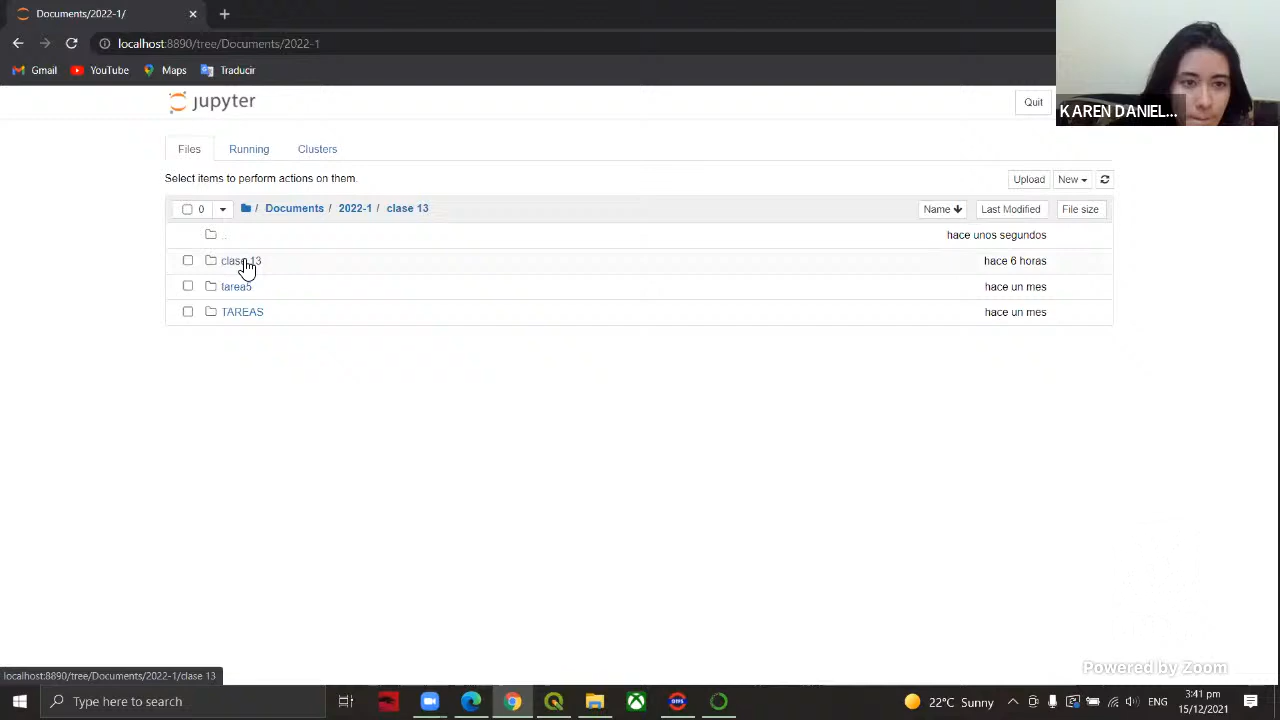 Documents/2022-1/
localhost:8890/tree/Documents/2022-1
Gmail YouTube Maps Traducir
KAREN DANIEL...
jupyter Quit
Files Running Clusters
Select items to perform actions on them. Upload New
0 / Documents / 2022-1 / clase 13 Name Last Modified File size
.. hace unos segundos
clase 13 hace 6 horas
tarea5 hace un mes
TAREAS hace un mes
Powered by Zoom
localhost:8890/tree/Documents/2022-1/clase 13
Type here to search 22°C Sunny ENG 3:41 pm
15/12/2021